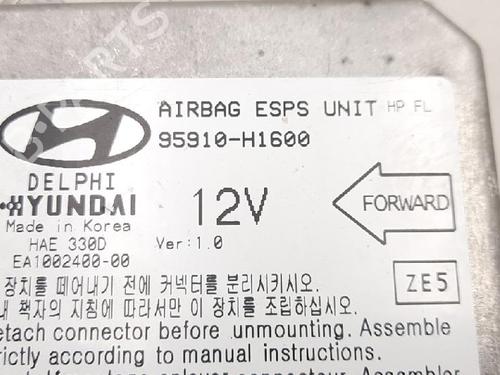 AIRBAG ESPS UNIT HP FL
95910-H1600
DELPHI
HYUNDAI
Made in Korea
HAE 330D
EA1002400-00
12V
Ver: 1.0
FORWARD
ZE5
장치를 떼어내기 전에 커넥터를 분리시키시오.
내 책자의 지침에 따라서만 이 장치를 조립하십시오.
etach connector before unmounting. Assemble
rictly according to manual instructions.